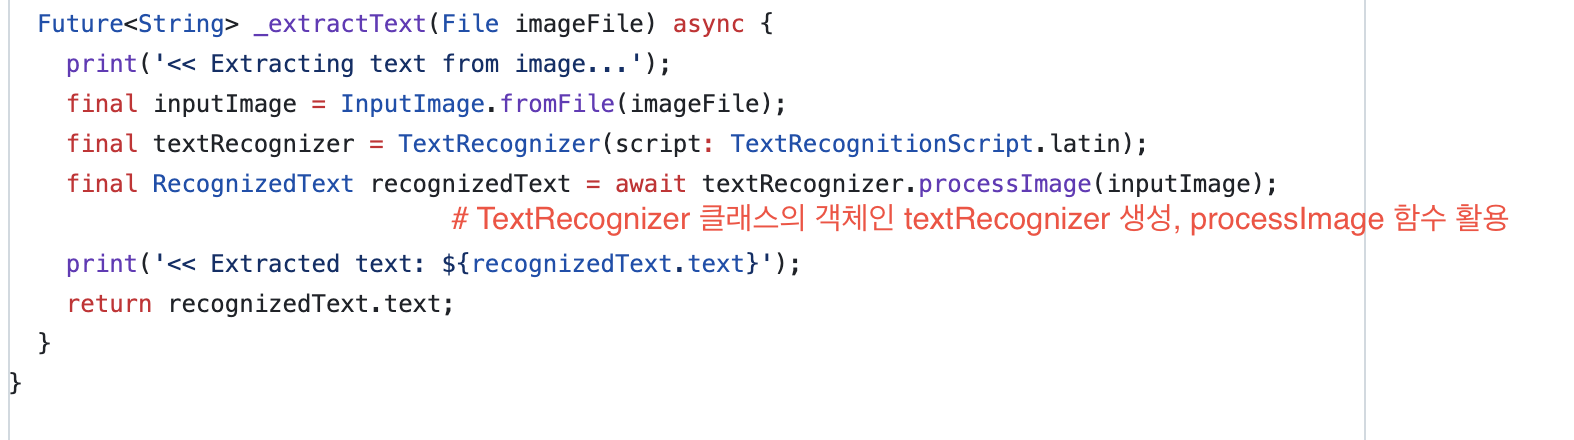 Future<String> _extractText(File imageFile) async {
print('<< Extracting text from image...');
final inputImage = InputImage.fromFile(imageFile);
final textRecognizer = TextRecognizer(script: TextRecognitionScript.latin);
final RecognizedText recognizedText = await textRecognizer.processImage(inputImage);
# TextRecognizer 클래스의 객체인 textRecognizer 생성, processImage 함수 활용
print('<< Extracted text: ${recognizedText.text}');
return recognizedText.text;
}
}